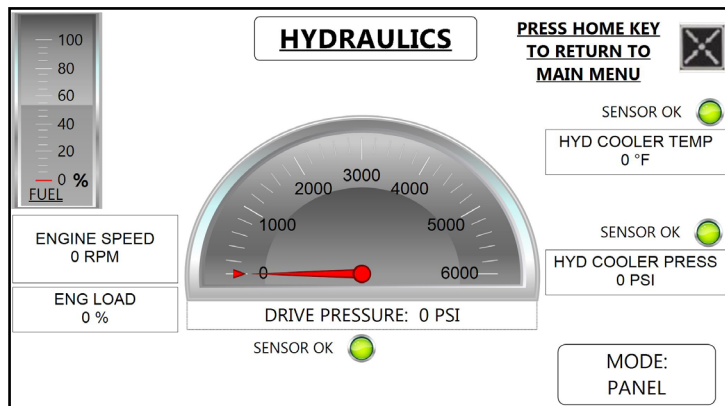 HYDRAULICS
PRESS HOME KEY
TO RETURN TO
MAIN MENU
100
80
60
40
20
0 %
FUEL
ENGINE SPEED
0 RPM
ENG LOAD
0 %
0
1000
2000
3000
4000
5000
6000
DRIVE PRESSURE: 0 PSI
SENSOR OK
SENSOR OK
HYD COOLER TEMP
0 °F
SENSOR OK
HYD COOLER PRESS
0 PSI
MODE:
PANEL